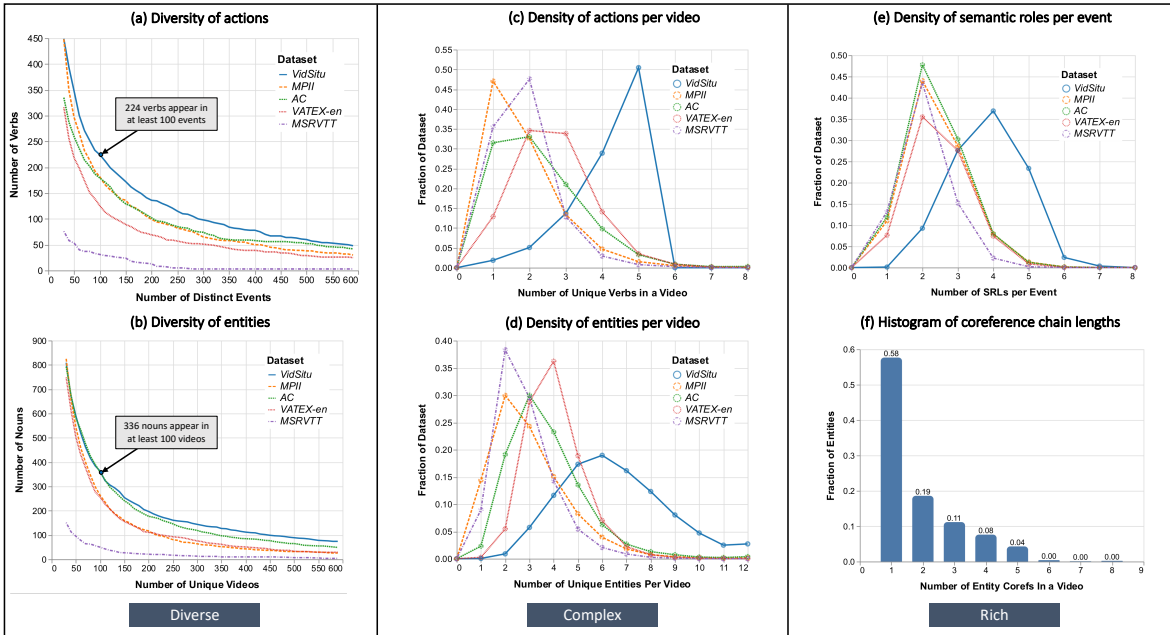 (a) Diversity of actions
450
400
350
300
250
200
150
100
50
0
Number of Verbs
Dataset
VidSitu
MPII
AC
VATEX-en
MSRVTT
224 verbs appear in
at least 100 events
0 50 100 150 200 250 300 350 400 450 500 550 600
Number of Distinct Events
(b) Diversity of entities
900
800
700
600
500
400
300
200
100
0
Number of Nouns
Dataset
VidSitu
MPII
AC
VATEX-en
MSRVTT
336 nouns appear in
at least 100 videos
0 50 100 150 200 250 300 350 400 450 500 550 600
Number of Unique Videos
Diverse
(c) Density of actions per video
0.55
0.50
0.45
0.40
0.35
0.30
0.25
0.20
0.15
0.10
0.05
0.00
Fraction of Dataset
Dataset
VidSitu
MPII
AC
VATEX-en
MSRVTT
0 1 2 3 4 5 6 7 8
Number of Unique Verbs in a Video
(d) Density of entities per video
0.40
0.35
0.30
0.25
0.20
0.15
0.10
0.05
0.00
Fraction of Dataset
Dataset
VidSitu
MPII
AC
VATEX-en
MSRVTT
0 1 2 3 4 5 6 7 8 9 10 11 12
Number of Unique Entities Per Video
Complex
(e) Density of semantic roles per event
0.50
0.45
0.40
0.35
0.30
0.25
0.20
0.15
0.10
0.05
0.00
Fraction of Dataset
Dataset
VidSitu
MPII
AC
VATEX-en
MSRVTT
0 1 2 3 4 5 6 7 8
Number of SRLs per Event
(f) Histogram of coreference chain lengths
0.6
0.5
0.4
0.3
0.2
0.1
0.0
Fraction of Entities
0.58
0.19
0.11
0.08
0.04
0.00
0.00
0.00
0 1 2 3 4 5 6 7 8 9
Number of Entity Corefs In a Video
Rich